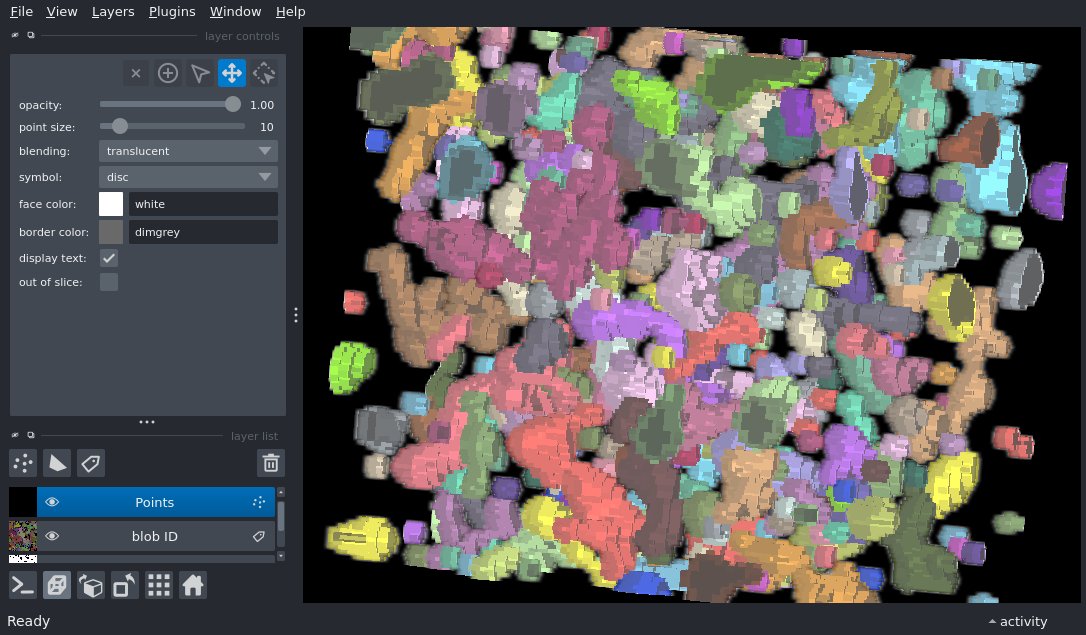 File View Layers Plugins Window Help
layer controls
opacity: 1.00
point size: 10
blending: translucent
symbol: disc
face color: white
border color: dimgrey
display text:
out of slice:
layer list
Points
blob ID
Ready
activity